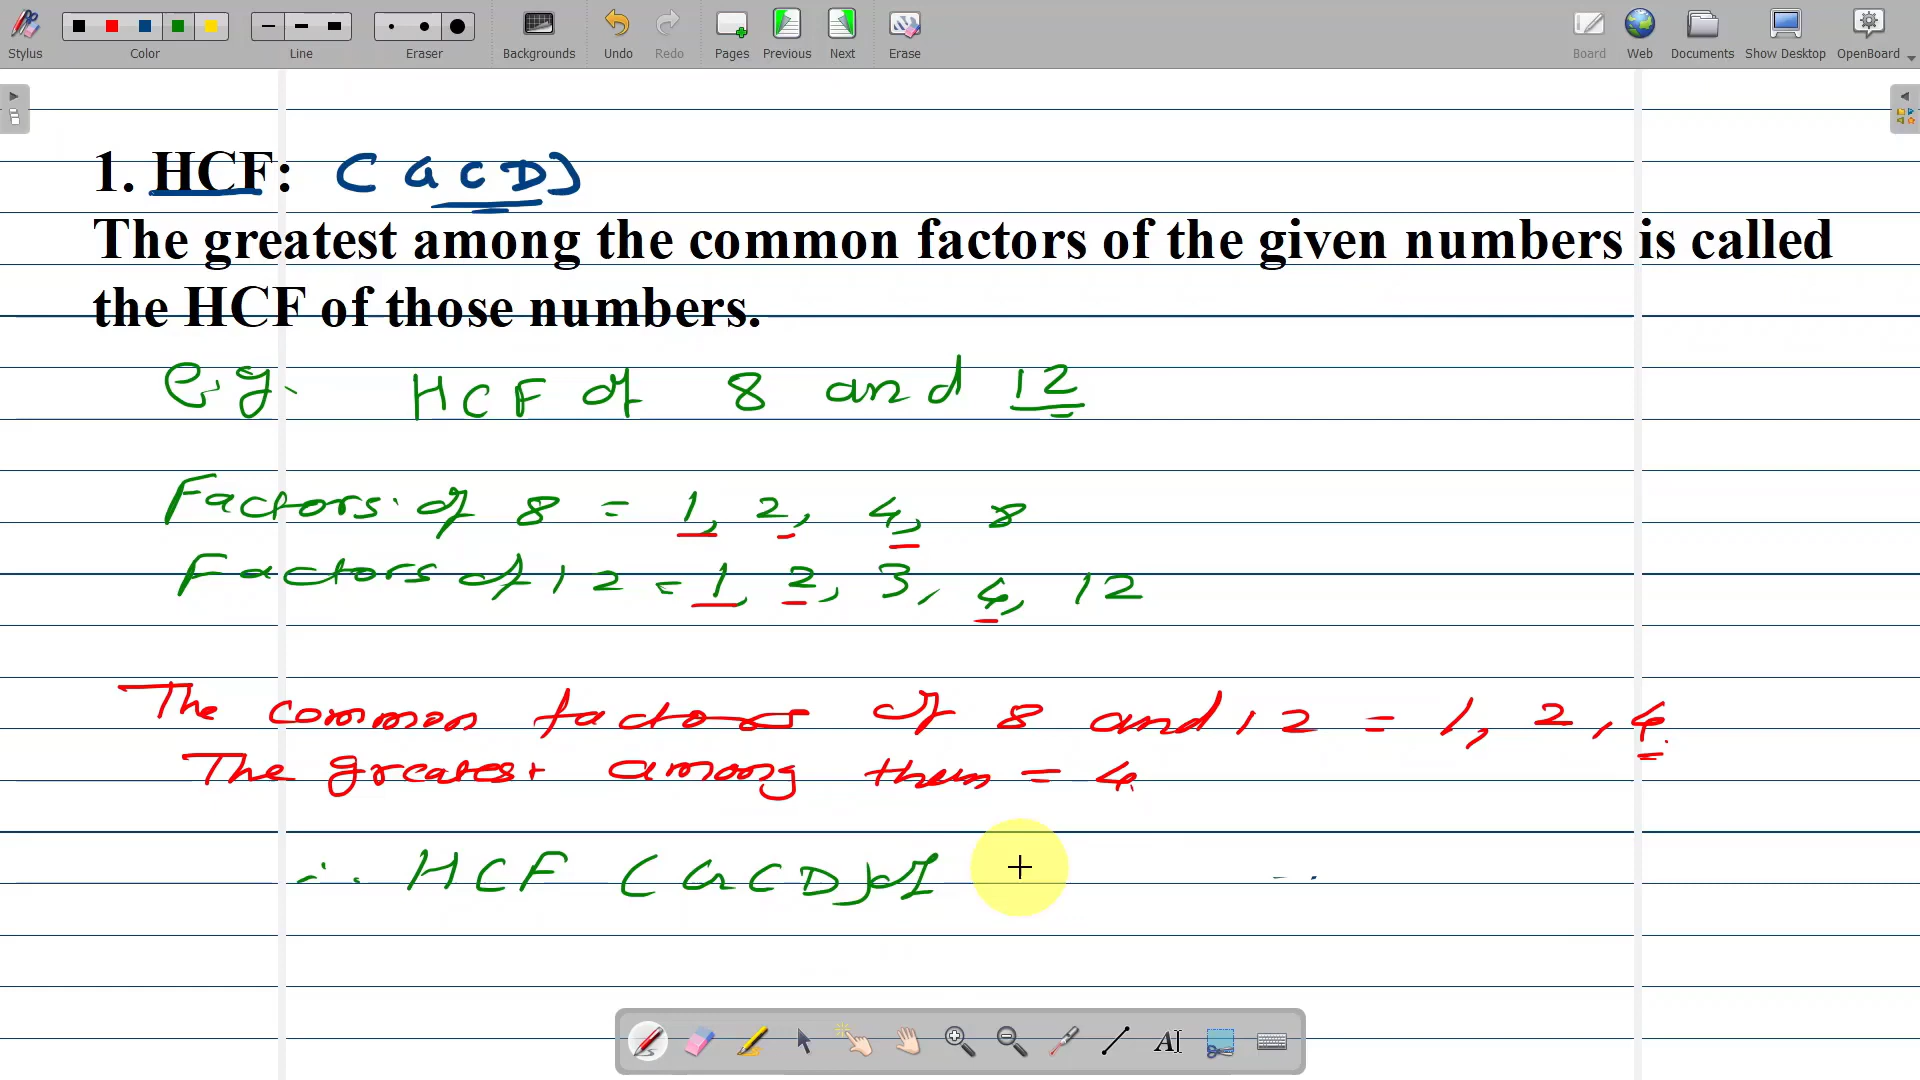 Stylus Color Line Eraser Backgrounds Undo Redo Pages Previous Next Erase Board Web Documents Show Desktop OpenBoard
1. HCF: (GCD)
The greatest among the common factors of the given numbers is called
the HCF of those numbers.
e.g. HCF of 8 and 12
Factors of 8 = 1, 2, 4, 8
Factors of 12 = 1, 2, 3, 4, 12
The common factors of 8 and 12 = 1, 2, 4.
The greatest among them = 4.
∴ HCF (GCD) of